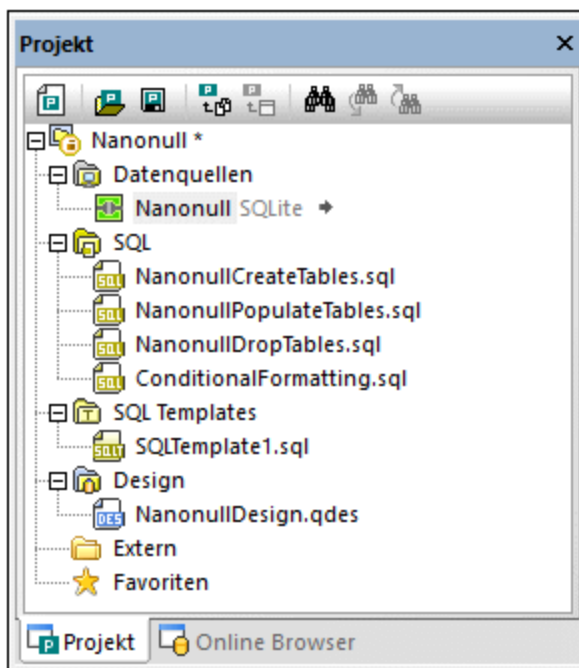 Projekt
Nanonull *
Datenquellen
Nanonull SQLite
SQL
NanonullCreateTables.sql
NanonullPopulateTables.sql
NanonullDropTables.sql
ConditionalFormatting.sql
SQL Templates
SQLTemplate1.sql
Design
NanonullDesign.qdes
Extern
Favoriten
Projekt Online Browser